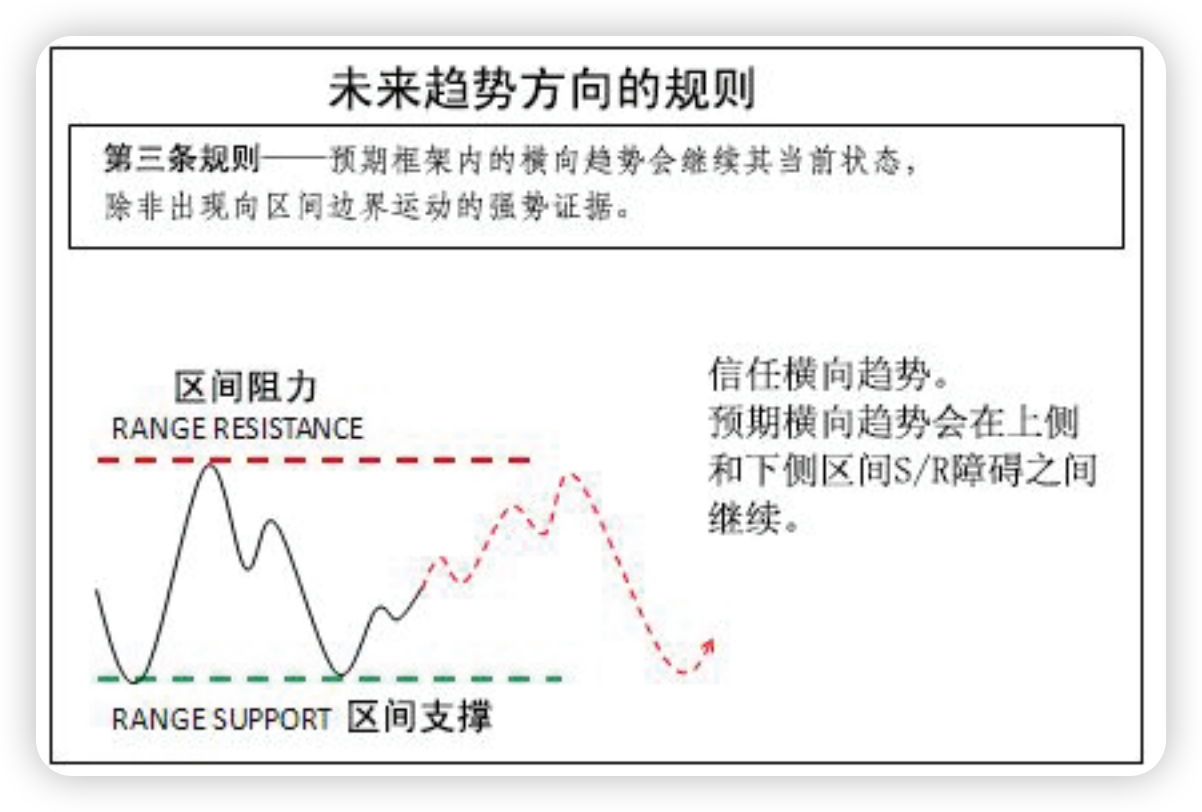 未来趋势方向的规则
第三条规则——预期框架内的横向趋势会继续其当前状态，
除非出现向区间边界运动的强势证据。
区间阻力
RANGE RESISTANCE
信任横向趋势。
预期横向趋势会在上侧
和下侧区间S/R障碍之间
继续。
RANGE SUPPORT 区间支撑